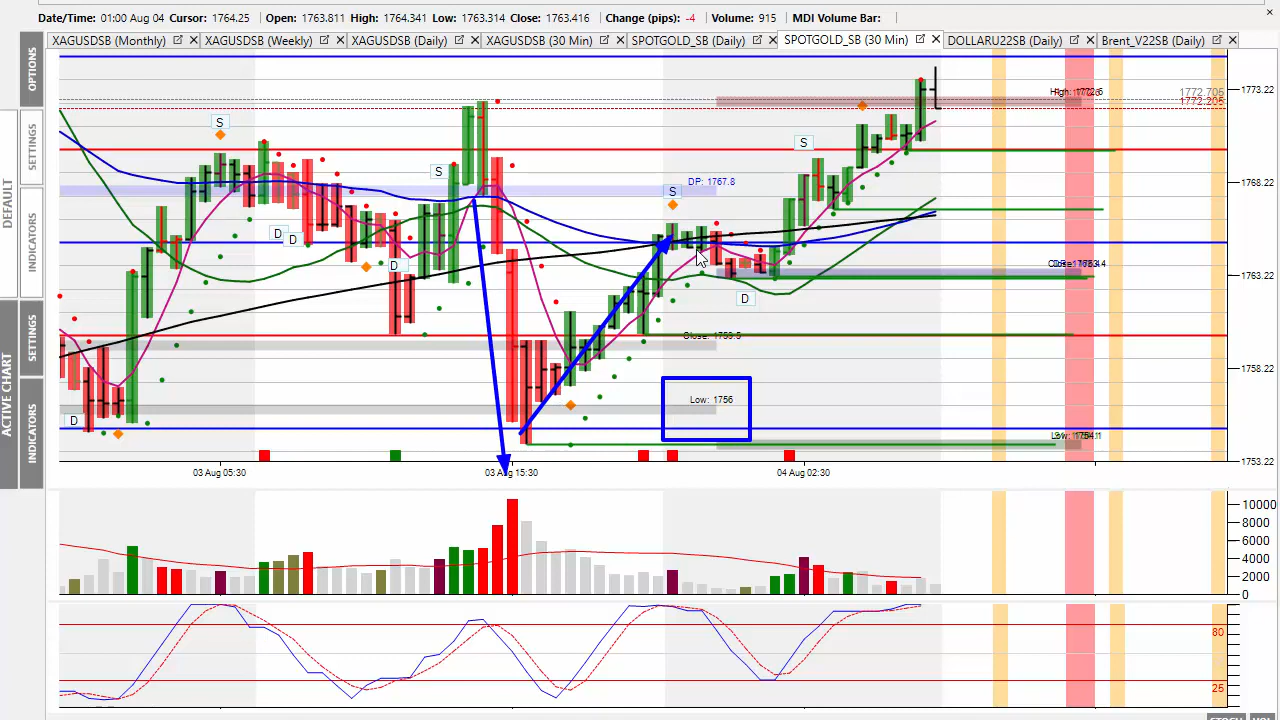 Date/Time: 01:00 Aug 04 Cursor: 1764.25 Open: 1763.811 High: 1764.341 Low: 1763.314 Close: 1763.416 Change (pips): -4 Volume: 915 MDI Volume Bar:
XAGUSDSB (Monthly) XAGUSDSB (Weekly) XAGUSDSB (Daily) XAGUSDSB (30 Min) SPOTGOLD_SB (Daily) SPOTGOLD_SB (30 Min) DOLLARU22SB (Daily) Brent_V22SB (Daily)
OPTIONS
DEFAULT
SETTINGS
INDICATORS
ACTIVE CHART
SETTINGS
INDICATORS
High: 1772.6
1772.705
1772.205
1773.22
S
S
S
DP: 1767.8
S
1768.22
D
D
D
1763.22
D
Close: 1759.5
1758.22
Low: 1756
D
1753.22
03 Aug 05:30
03 Aug 15:30
04 Aug 02:30
10000
8000
6000
4000
2000
0
80
25